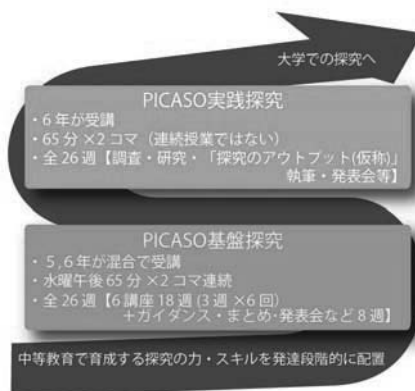 大学での探究へ
PICASO実践探究
・6年が受講
・65分×2コマ（連続授業ではない）
・全26週【調査・研究・「探究のアウトプット(仮称)」
執筆・発表会等】
PICASO基盤探究
・5,6年が混合で受講
・水曜午後65分×2コマ連続
・全26週【6講座18週(3週×6回）
＋ガイダンス・まとめ・発表会など8週】
中等教育で育成する探究の力・スキルを発達段階的に配置